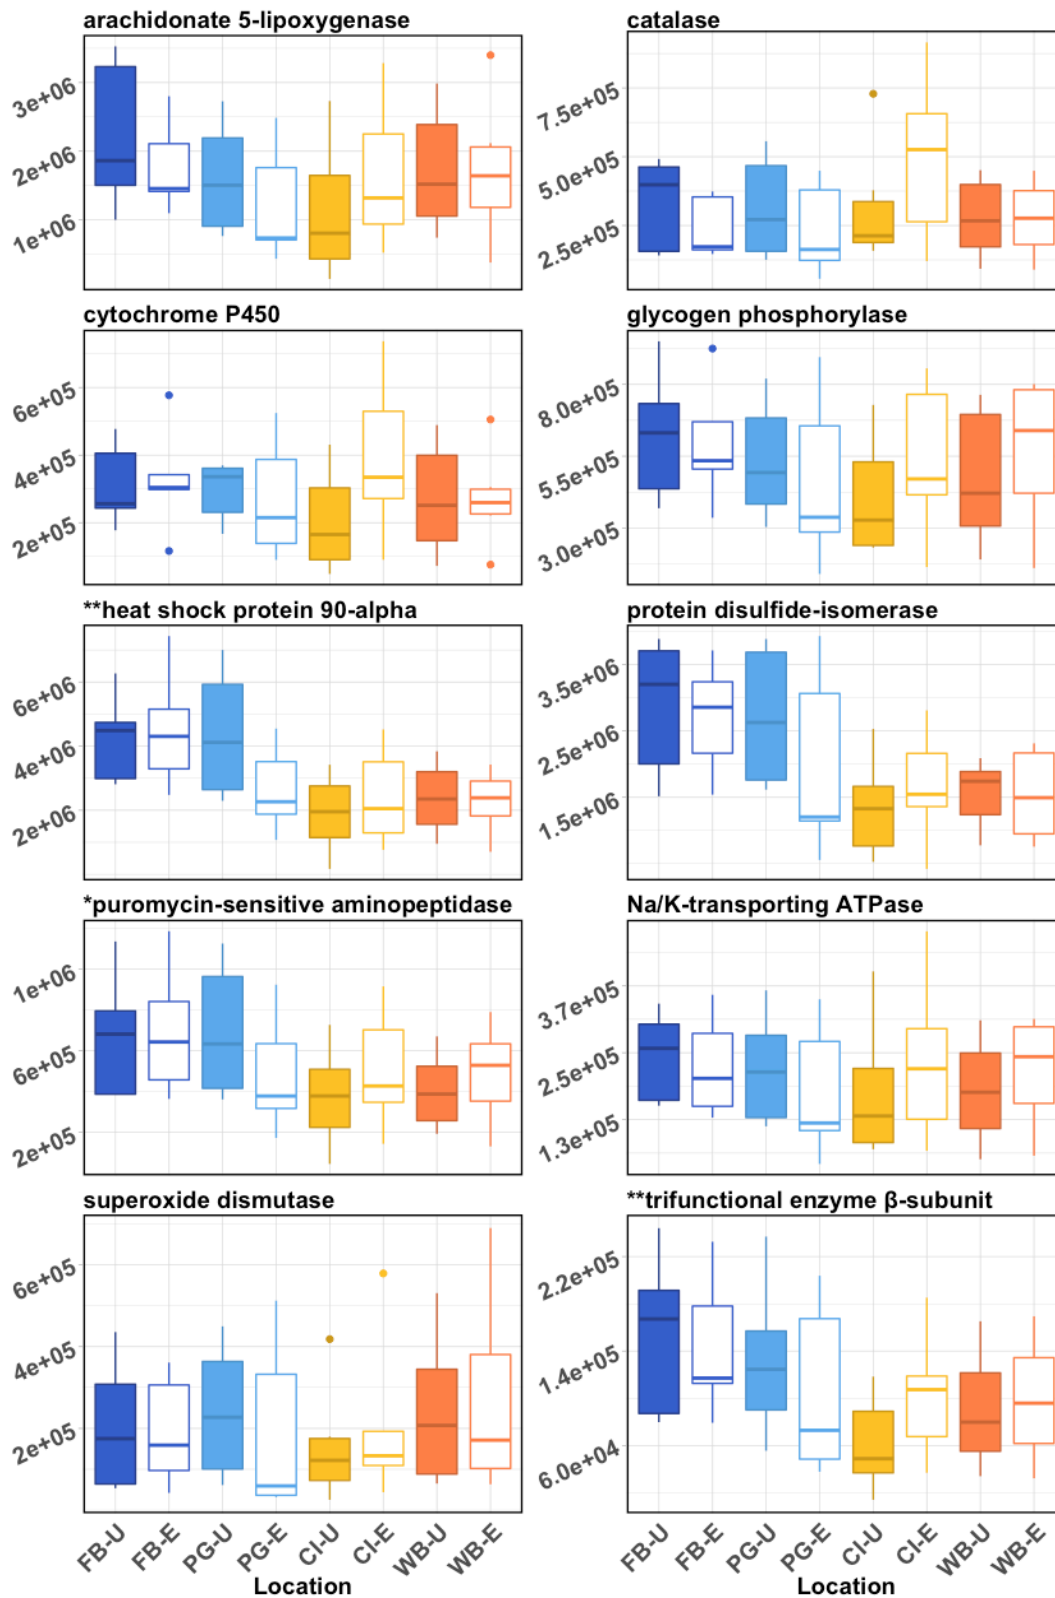 arachidonate 5-lipoxygenase
3e+06
2e+06
1e+06
catalase
7.5e+05
5.0e+05
2.5e+05
cytochrome P450
6e+05
4e+05
2e+05
glycogen phosphorylase
8.0e+05
5.5e+05
3.0e+05
**heat shock protein 90-alpha
6e+06
4e+06
2e+06
protein disulfide-isomerase
3.5e+06
2.5e+06
1.5e+06
*puromycin-sensitive aminopeptidase
1e+06
6e+05
2e+05
Na/K-transporting ATPase
3.7e+05
2.5e+05
1.3e+05
superoxide dismutase
6e+05
4e+05
2e+05
**trifunctional enzyme β-subunit
2.2e+05
1.4e+05
6.0e+04
FB-U FB-E PG-U PG-E CI-U CI-E WB-U WB-E
Location
FB-U FB-E PG-U PG-E CI-U CI-E WB-U WB-E
Location